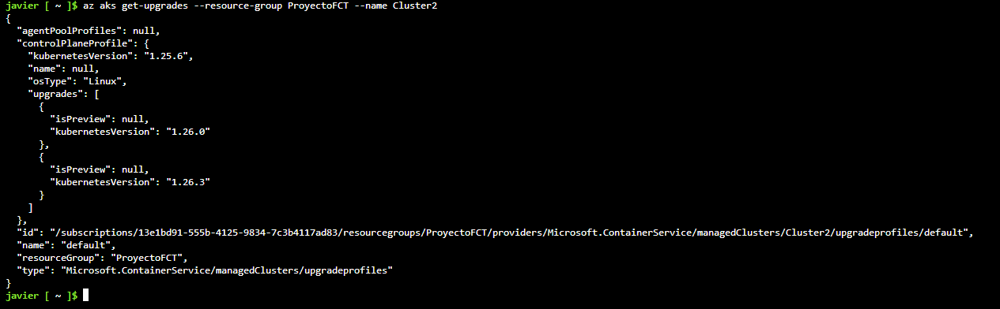 javier [ ~ ]$ az aks get-upgrades --resource-group ProyectoFCT --name Cluster2
{
  "agentPoolProfiles": null,
  "controlPlaneProfile": {
    "kubernetesVersion": "1.25.6",
    "name": null,
    "osType": "Linux",
    "upgrades": [
      {
        "isPreview": null,
        "kubernetesVersion": "1.26.0"
      },
      {
        "isPreview": null,
        "kubernetesVersion": "1.26.3"
      }
    ]
  },
  "id": "/subscriptions/13e1bd91-555b-4125-9834-7c3b4117ad83/resourcegroups/ProyectoFCT/providers/Microsoft.ContainerService/managedClusters/Cluster2/upgradeprofiles/default",
  "name": "default",
  "resourceGroup": "ProyectoFCT",
  "type": "Microsoft.ContainerService/managedClusters/upgradeprofiles"
}
javier [ ~ ]$